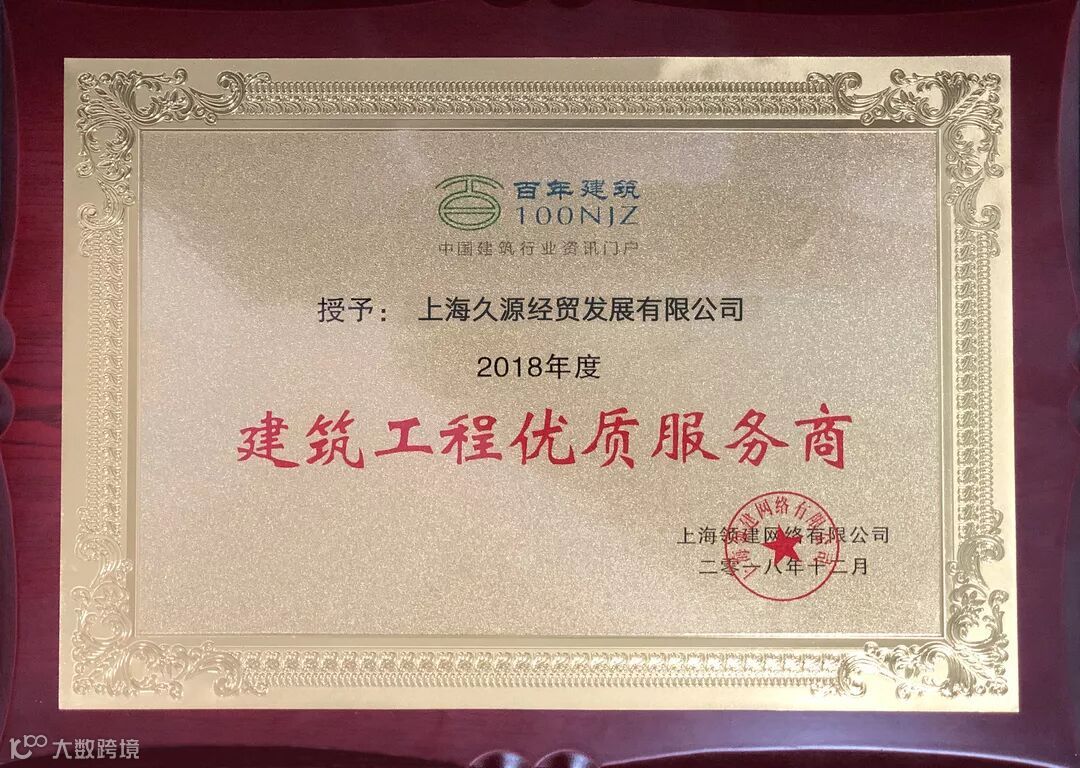 百年建筑
100NJZ
中国建筑行业资讯门户
授予： 上海久源经贸发展有限公司
2018年度
建筑工程优质服务商
上海领建网络有限公司
二零一八年十二月
大数跨境